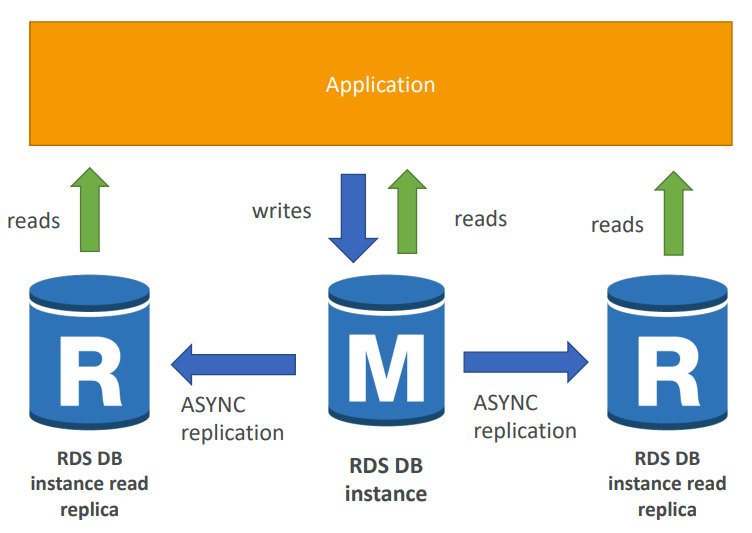 Application
reads
writes
reads
reads
R
M
R
ASYNC
replication
ASYNC
replication
RDS DB
instance read
replica
RDS DB
instance
RDS DB
instance read
replica